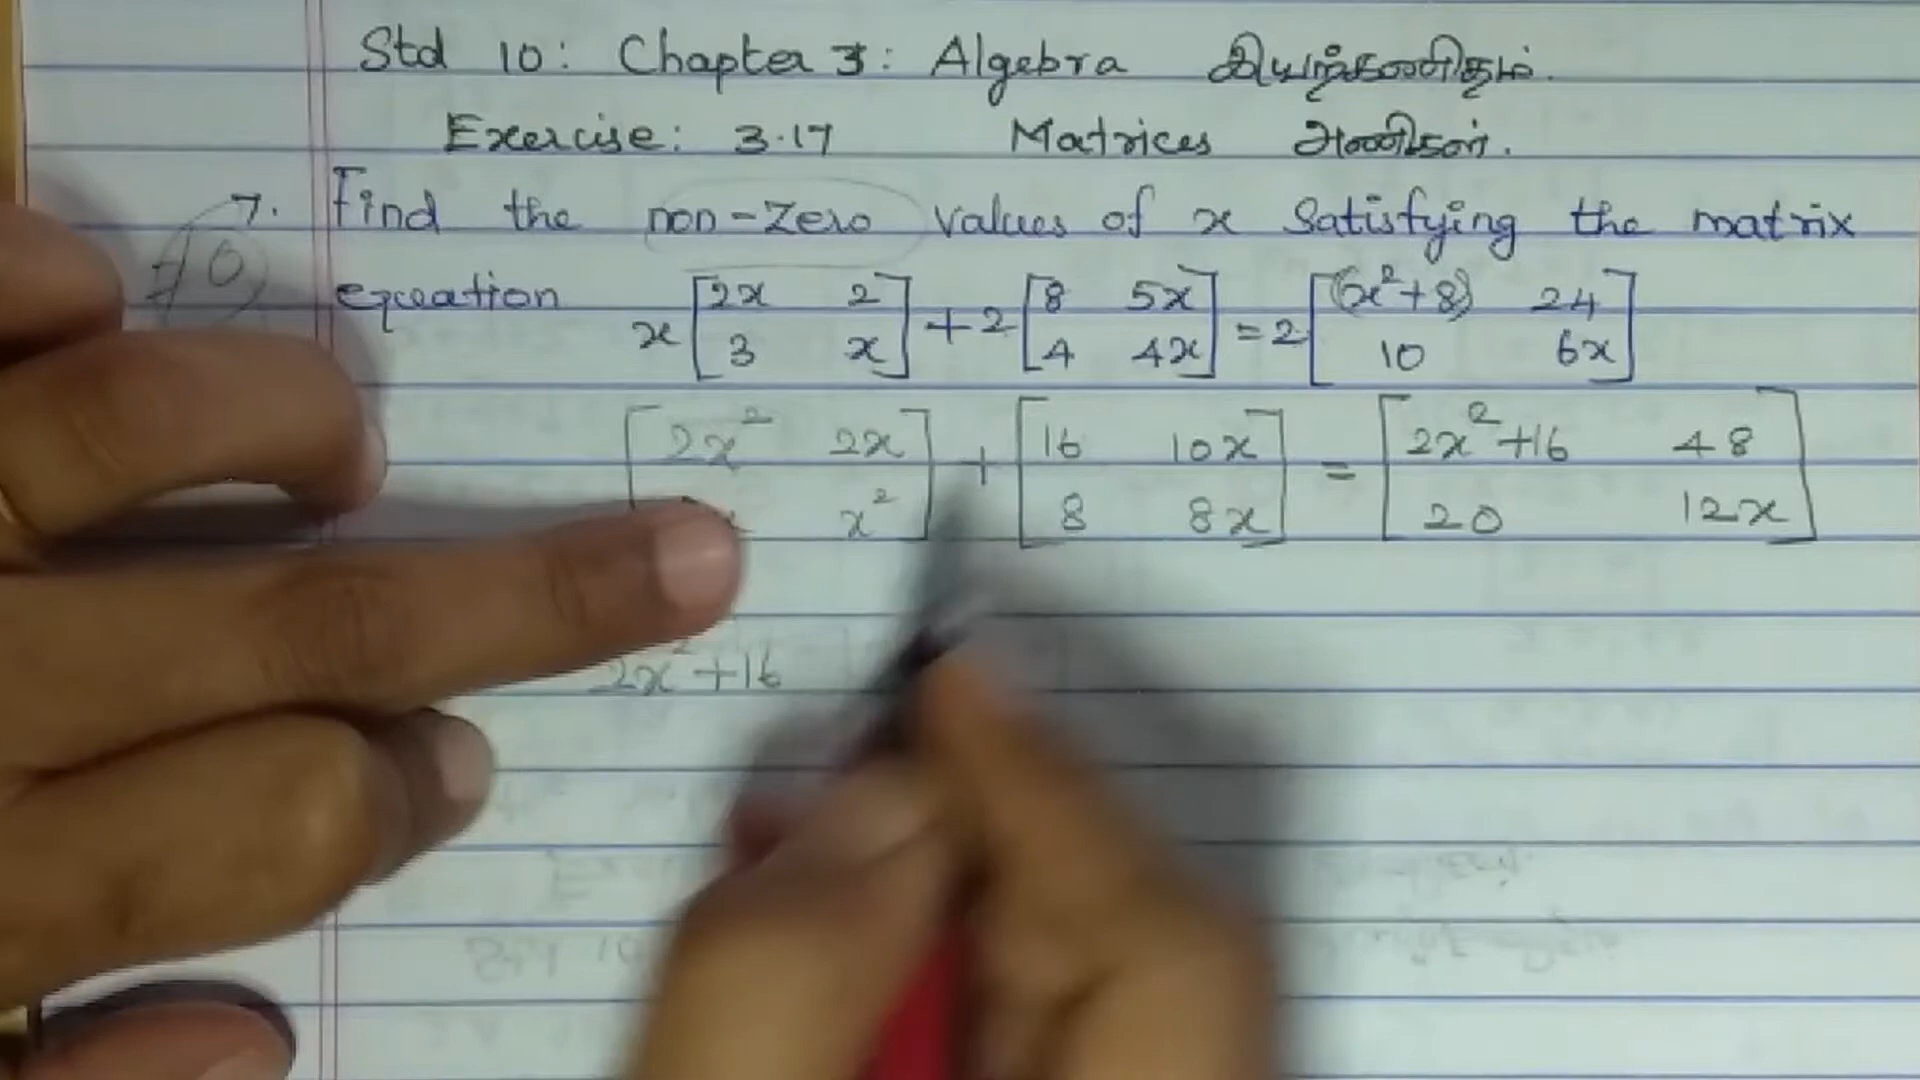 Std 10: Chapter 3: Algebra இயற்கணிதம்.
Exercise: 3.17 Matrices அணிகள்.
7. Find the non-zero values of x satisfying the matrix
≠0
equation x [2x 2; 3 x] + 2 [8 5x; 4 4x] = 2 [(x²+8) 24; 10 6x]
[2x² 2x; x²] + [16 10x; 8 8x] = [2x²+16 48; 20 12x]
2x²+16